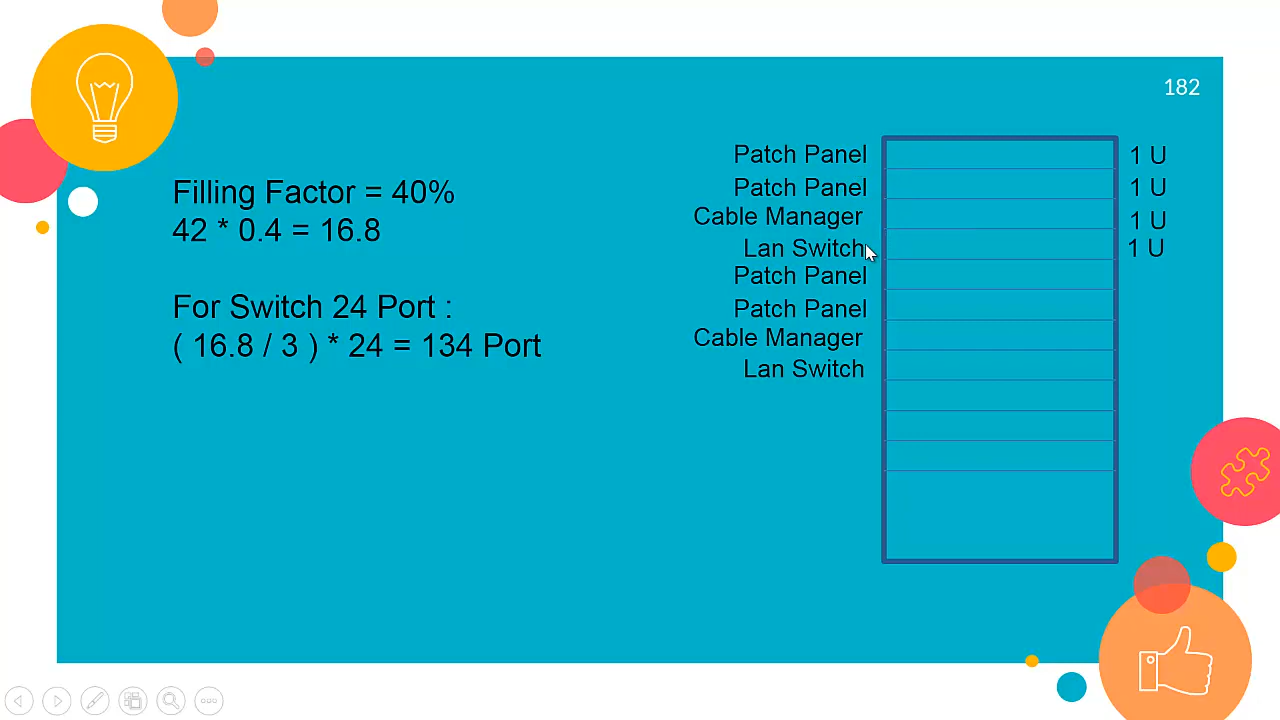 182
Filling Factor = 40%
42 * 0.4 = 16.8
For Switch 24 Port :
( 16.8 / 3 ) * 24 = 134 Port
Patch Panel 1 U
Patch Panel 1 U
Cable Manager 1 U
Lan Switch 1 U
Patch Panel
Patch Panel
Cable Manager
Lan Switch